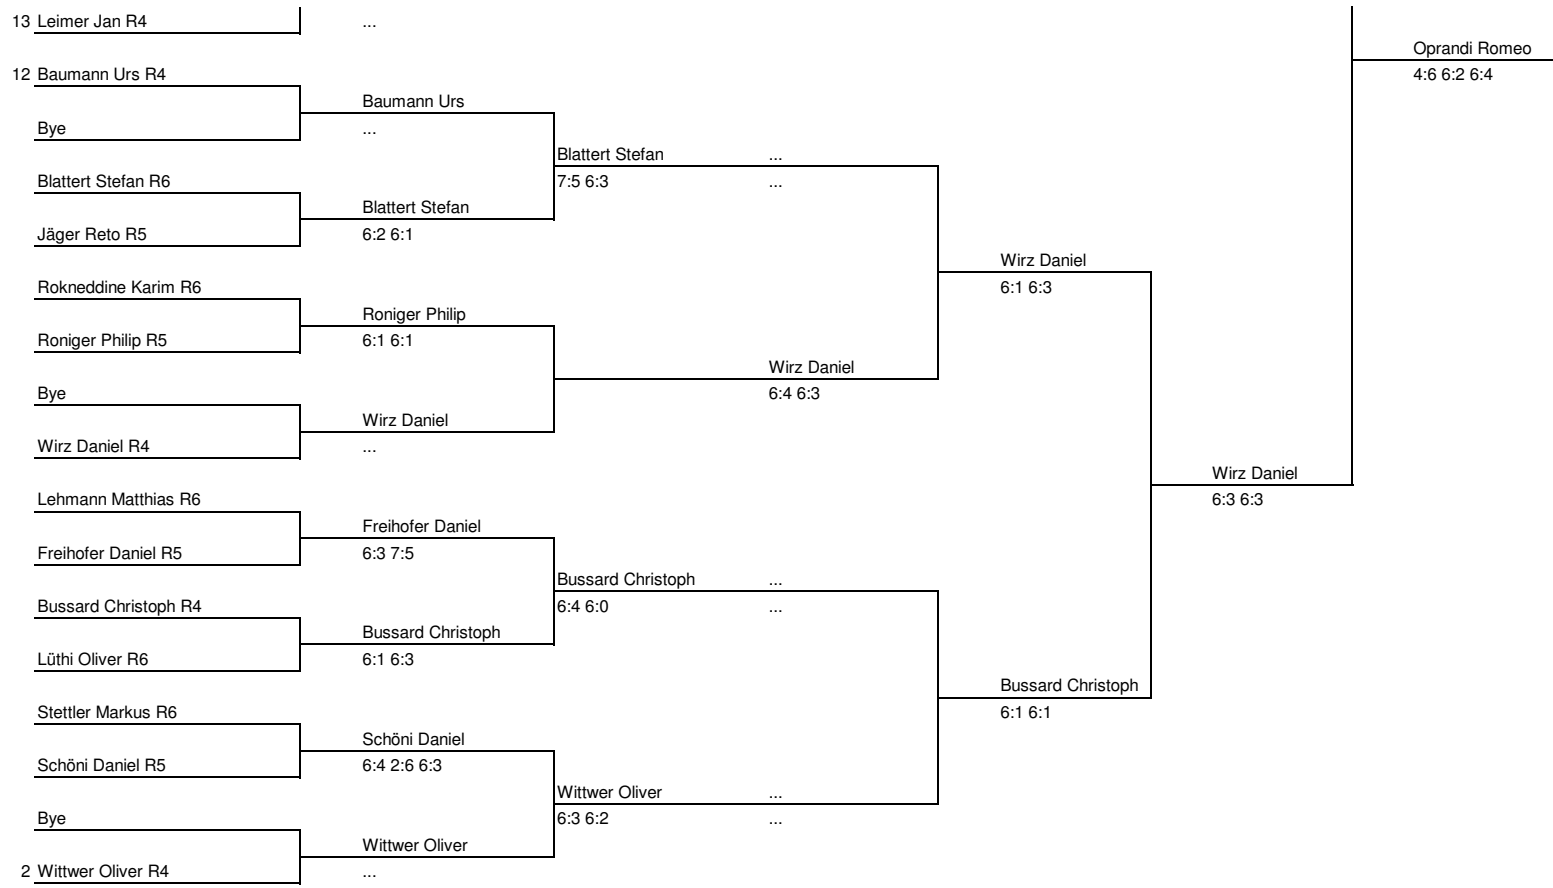 13 Leimer Jan R4 ...
Oprandi Romeo
12 Baumann Urs R4 4:6 6:2 6:4
Baumann Urs
Bye ...
Blattert Stefan ...
Blattert Stefan R6 7:5 6:3 ...
Blattert Stefan
Jäger Reto R5 6:2 6:1
Wirz Daniel
Rokneddine Karim R6 6:1 6:3
Roniger Philip
Roniger Philip R5 6:1 6:1
Wirz Daniel
Bye 6:4 6:3
Wirz Daniel
Wirz Daniel R4 ...
Wirz Daniel
Lehmann Matthias R6 6:3 6:3
Freihofer Daniel
Freihofer Daniel R5 6:3 7:5
Bussard Christoph ...
Bussard Christoph R4 6:4 6:0 ...
Bussard Christoph
Lüthi Oliver R6 6:1 6:3
Bussard Christoph
Stettler Markus R6 6:1 6:1
Schöni Daniel
Schöni Daniel R5 6:4 2:6 6:3
Wittwer Oliver ...
Bye 6:3 6:2 ...
Wittwer Oliver
2 Wittwer Oliver R4 ...